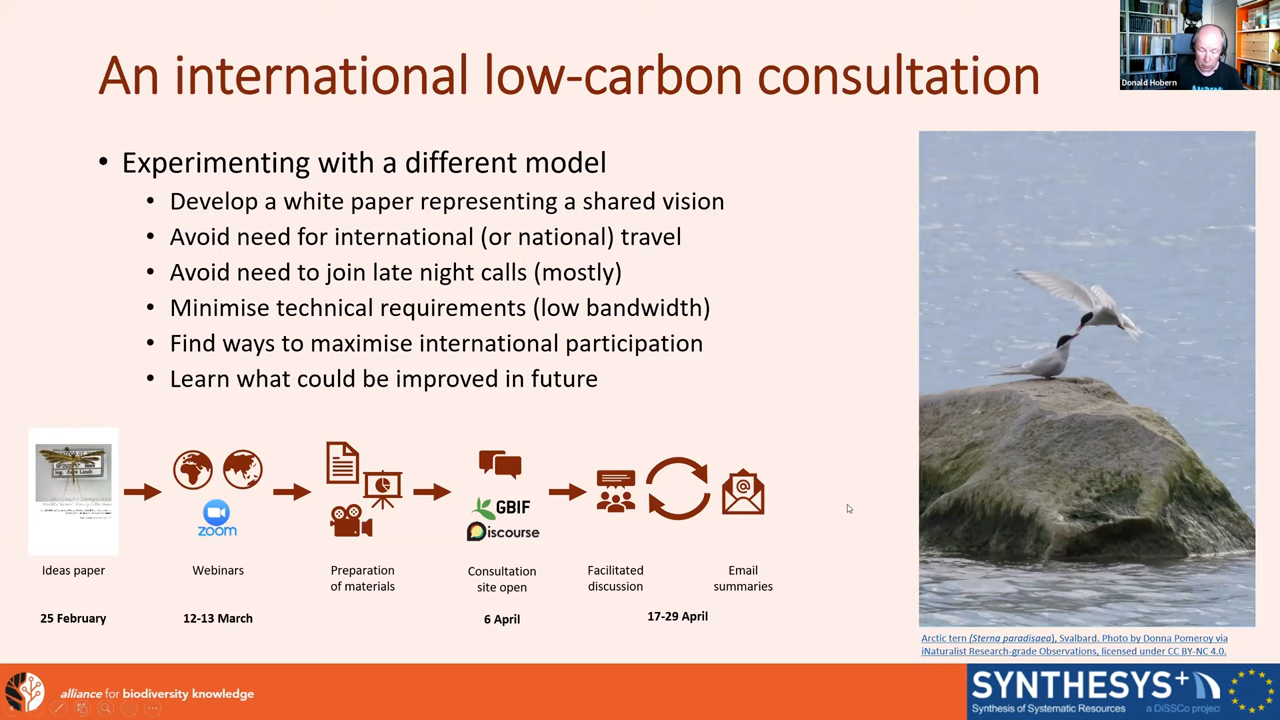 An international low-carbon consultation
Donald Hobern
• Experimenting with a different model
• Develop a white paper representing a shared vision
• Avoid need for international (or national) travel
• Avoid need to join late night calls (mostly)
• Minimise technical requirements (low bandwidth)
• Find ways to maximise international participation
• Learn what could be improved in future
zoom
GBIF
Discourse
@
Ideas paper
Webinars
Preparation
of materials
Consultation
site open
Facilitated
discussion
Email
summaries
25 February
12-13 March
6 April
17-29 April
Arctic tern (Sterna paradisaea), Svalbard. Photo by Donna Pomeroy via
iNaturalist Research-grade Observations, licensed under CC BY-NC 4.0.
alliance for biodiversity knowledge
SYNTHESYS+
Synthesis of Systematic Resources
a DiSSCo project